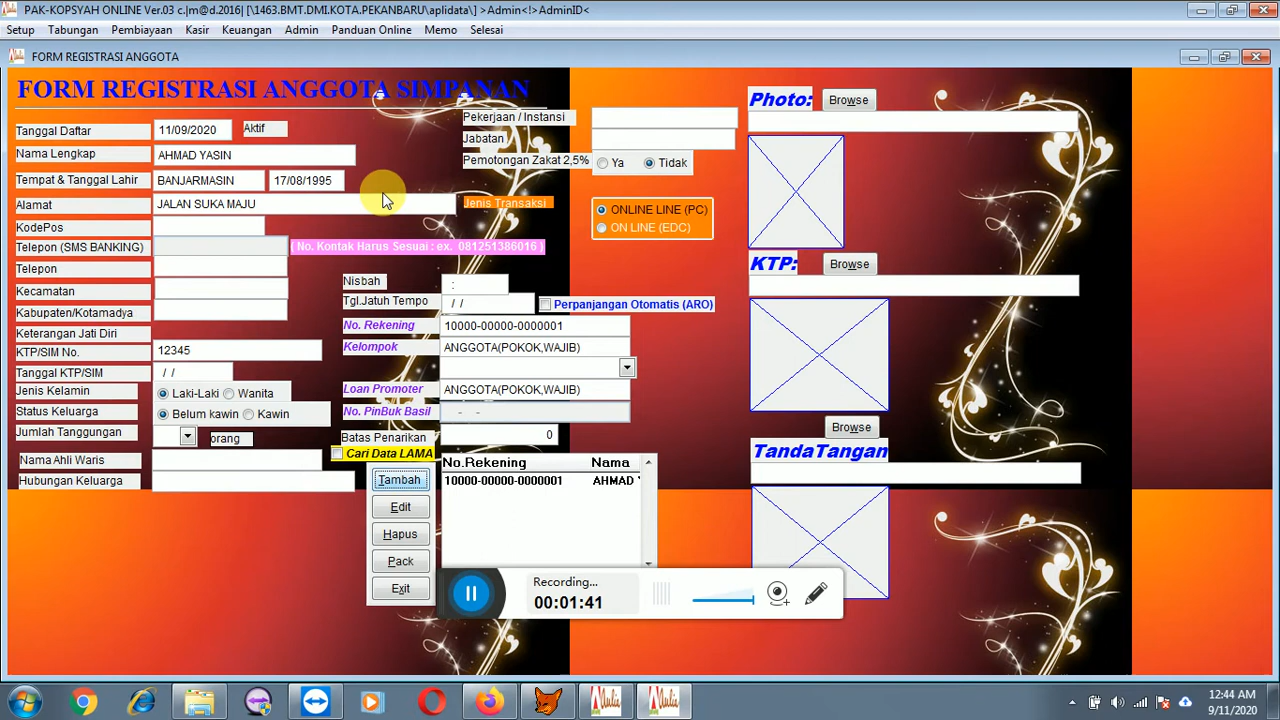 PAK-KOPSYAH ONLINE Ver.03 c.|m@d.2016| [\1463.BMT.DMI.KOTA.PEKANBARU\aplidata\] >Admin<!>AdminID<
Setup Tabungan Pembiayaan Kasir Keuangan Admin Panduan Online Memo Selesai
FORM REGISTRASI ANGGOTA
FORM REGISTRASI ANGGOTA SIMPANAN
Tanggal Daftar 11/09/2020 Aktif
Nama Lengkap AHMAD YASIN
Tempat & Tanggal Lahir BANJARMASIN 17/08/1995
Alamat JALAN SUKA MAJU
KodePos
Telepon (SMS BANKING) ( No. Kontak Harus Sesuai : ex. 081251386016 )
Telepon
Kecamatan
Kabupaten/Kotamadya
Keterangan Jati Diri
KTP/SIM No. 12345
Tanggal KTP/SIM / /
Jenis Kelamin Laki-Laki Wanita
Status Keluarga Belum kawin Kawin
Jumlah Tanggungan orang
Nama Ahli Waris
Hubungan Keluarga
Pekerjaan / Instansi
Jabatan
Pemotongan Zakat 2,5% Ya Tidak
Jenis Transaksi
ONLINE LINE (PC)
ON LINE (EDC)
Nisbah :
Tgl.Jatuh Tempo / / Perpanjangan Otomatis (ARO)
No. Rekening 10000-00000-0000001
Kelompok ANGGOTA(POKOK,WAJIB)
Loan Promoter ANGGOTA(POKOK,WAJIB)
No. PinBuk Basil - -
Batas Penarikan 0
Cari Data LAMA
Tambah
Edit
Hapus
Pack
Exit
No.Rekening Nama
10000-00000-0000001 AHMAD
Photo: Browse
KTP: Browse
Browse
TandaTangan
Recording...
00:01:41
Mulia Mulia
12:44 AM
9/11/2020